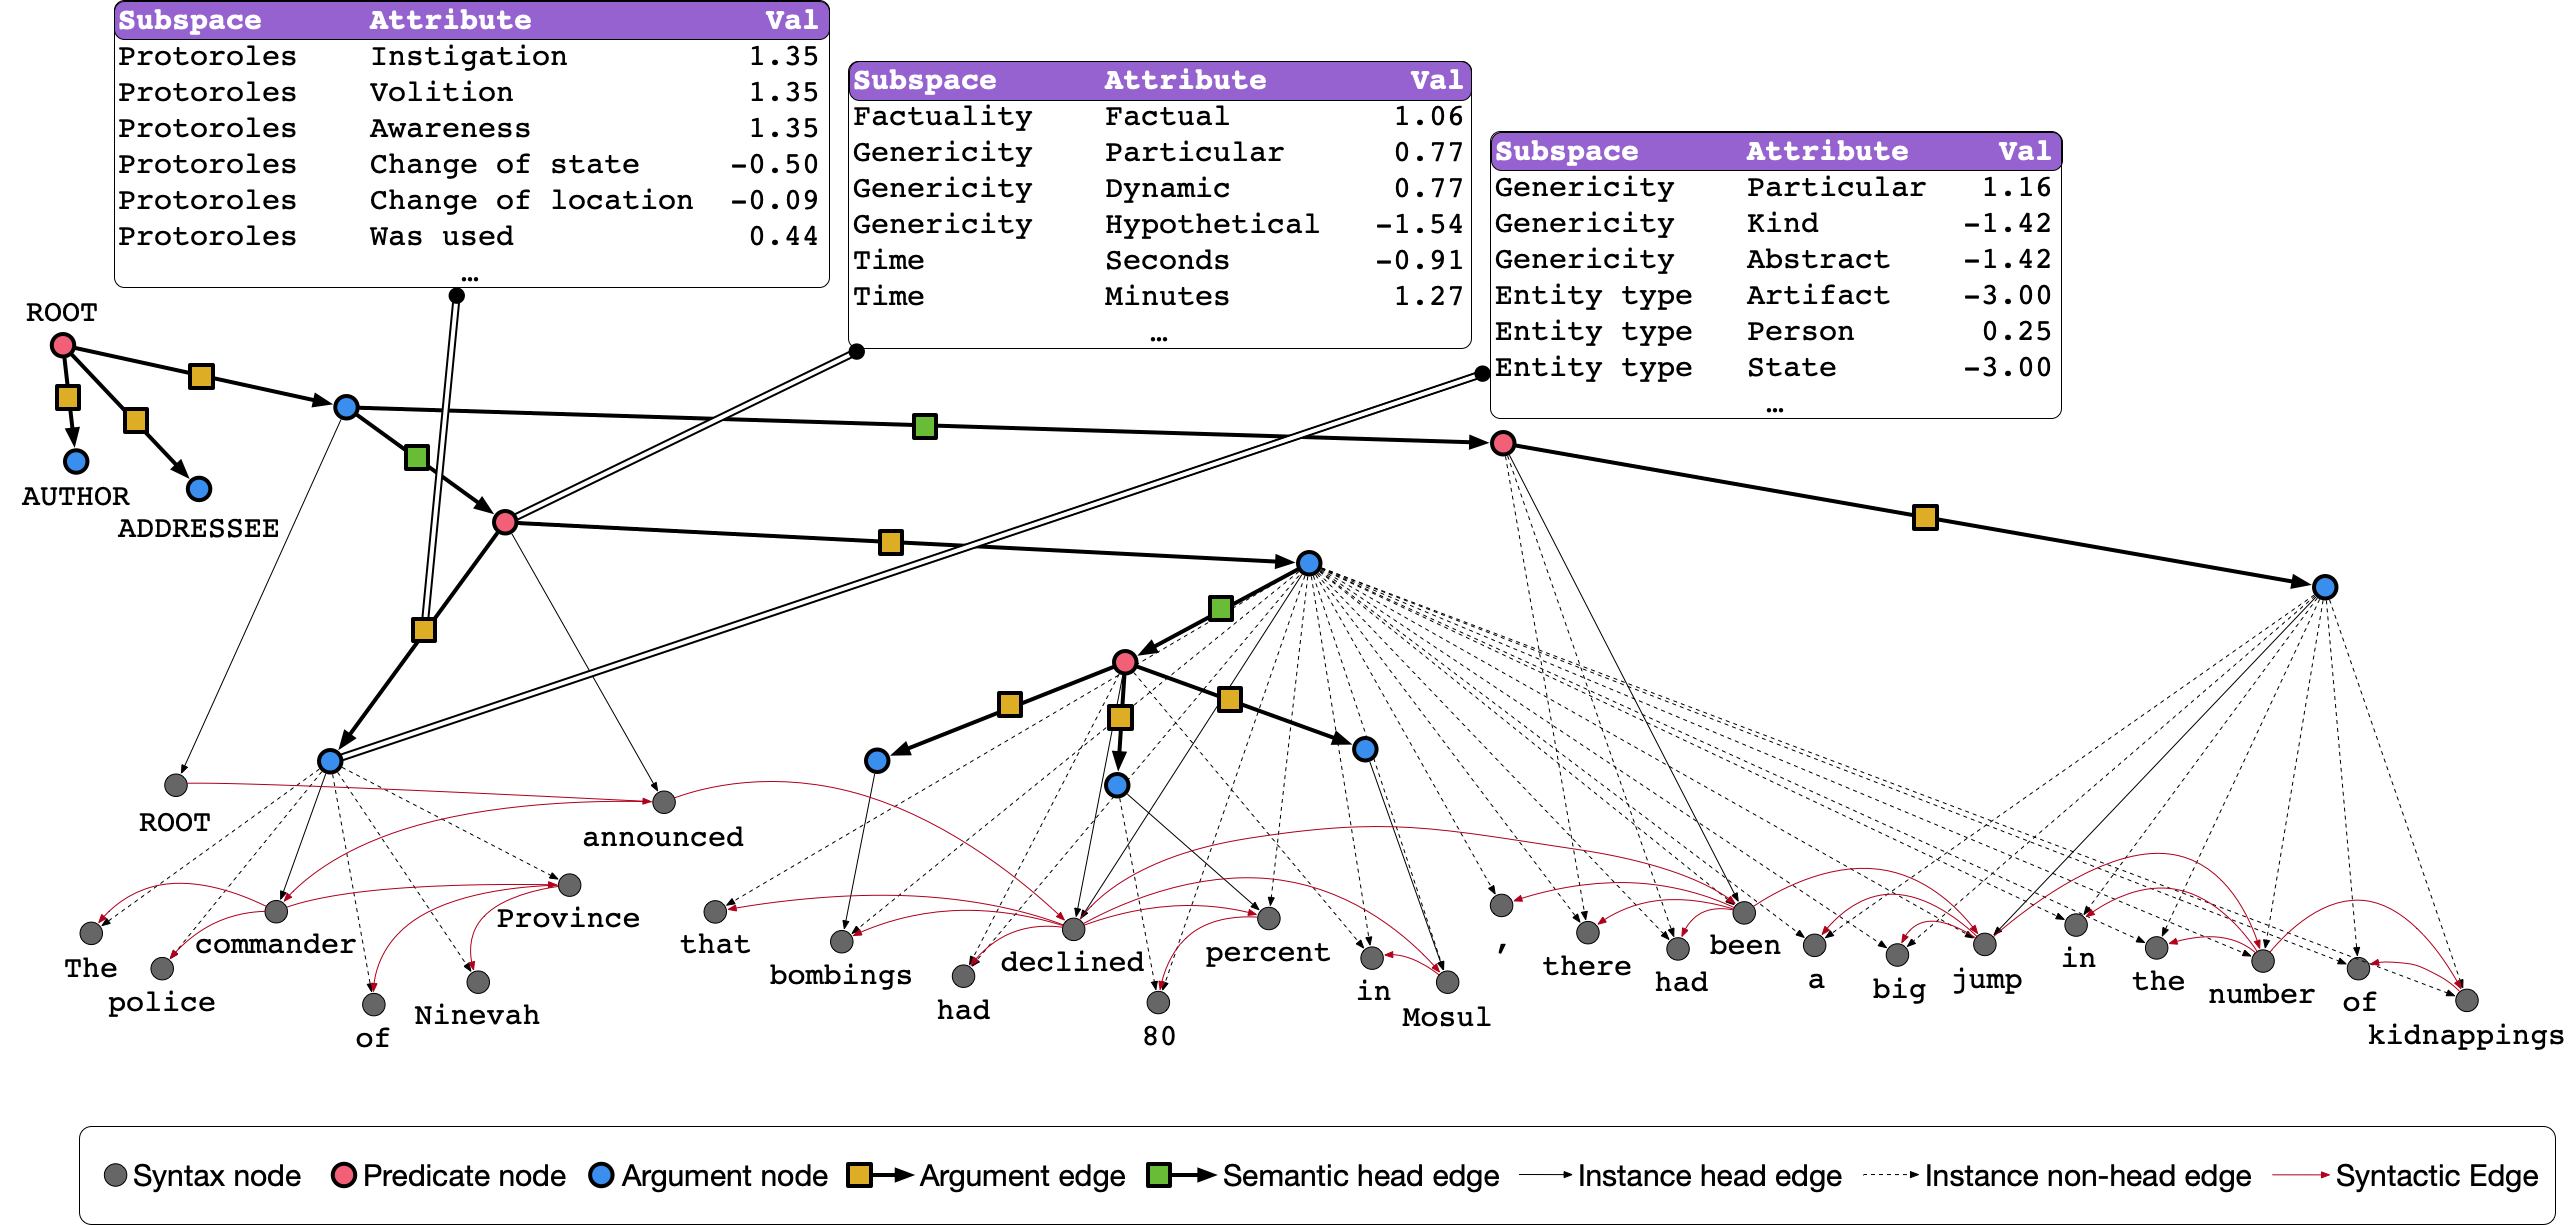 Subspace Attribute Val
Protoroles Instigation 1.35
Protoroles Volition 1.35
Protoroles Awareness 1.35
Protoroles Change of state -0.50
Protoroles Change of location -0.09
Protoroles Was used 0.44
…
Subspace Attribute Val
Factuality Factual 1.06
Genericity Particular 0.77
Genericity Dynamic 0.77
Genericity Hypothetical -1.54
Time Seconds -0.91
Time Minutes 1.27
…
Subspace Attribute Val
Genericity Particular 1.16
Genericity Kind -1.42
Genericity Abstract -1.42
Entity type Artifact -3.00
Entity type Person 0.25
Entity type State -3.00
…
ROOT
AUTHOR
ADDRESSEE
ROOT
The
police
commander
of
Ninevah
Province
announced
that
bombings
had
declined
80
percent
in
Mosul
,
there
had
been
a
big
jump
in
the
number
of
kidnappings
Syntax node Predicate node Argument node Argument edge Semantic head edge Instance head edge Instance non-head edge Syntactic Edge